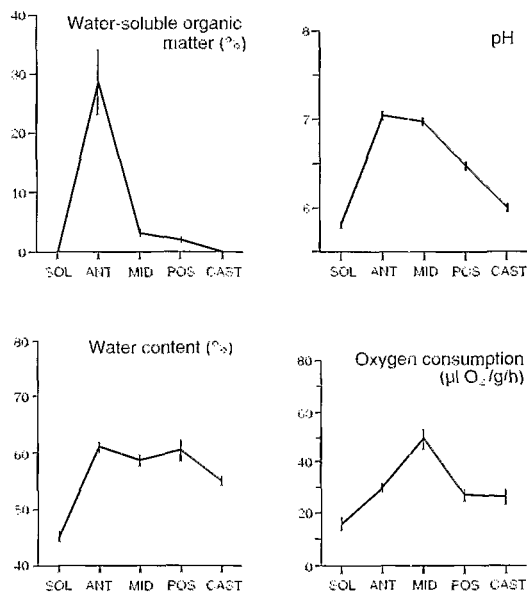 Water-soluble organic
matter (%)
40
30
20
10
0
SOL ANT MID POS CAST
pH
8
7
6
SOL ANT MID POS CAST
Water content (%)
80
70
60
50
40
SOL ANT MID POS CAST
Oxygen consumption
(µl O₂/g/h)
80
60
40
20
0
SOL ANT MID POS CAST